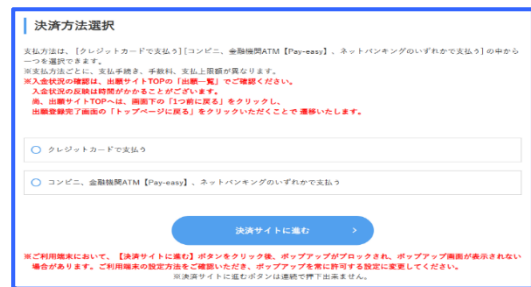 決済方法選択
支払方法は、[クレジットカードで支払う][コンビニ、金融機関ATM【Pay-easy】、ネットバンキングのいずれかで支払う] の中から
一つを選択できます。
※支払方法ごとに、支払手続き、手数料、支払上限額が異なります。
※入金状況の確認は、出願サイトTOPの「出願一覧」でご確認ください。
入金状況の反映は時間がかかることがございます。
尚、出願サイトTOPへは、画面下の「1つ前に戻る」をクリックし、
出願登録完了画面の「トップページに戻る」をクリックいただくことで 遷移いたします。
クレジットカードで支払う
コンビニ、金融機関ATM【Pay-easy】、ネットバンキングのいずれかで支払う
決済サイトに進む >
※ご利用端末において、【決済サイトに進む】ボタンをクリック後、ポップアップがブロックされ、ポップアップ画面が表示されない
場合があります。ご利用端末の設定方法をご確認いただき、ポップアップを常に許可する設定に変更してください。
※決済サイトに進むボタンは連続で押下出来ません。